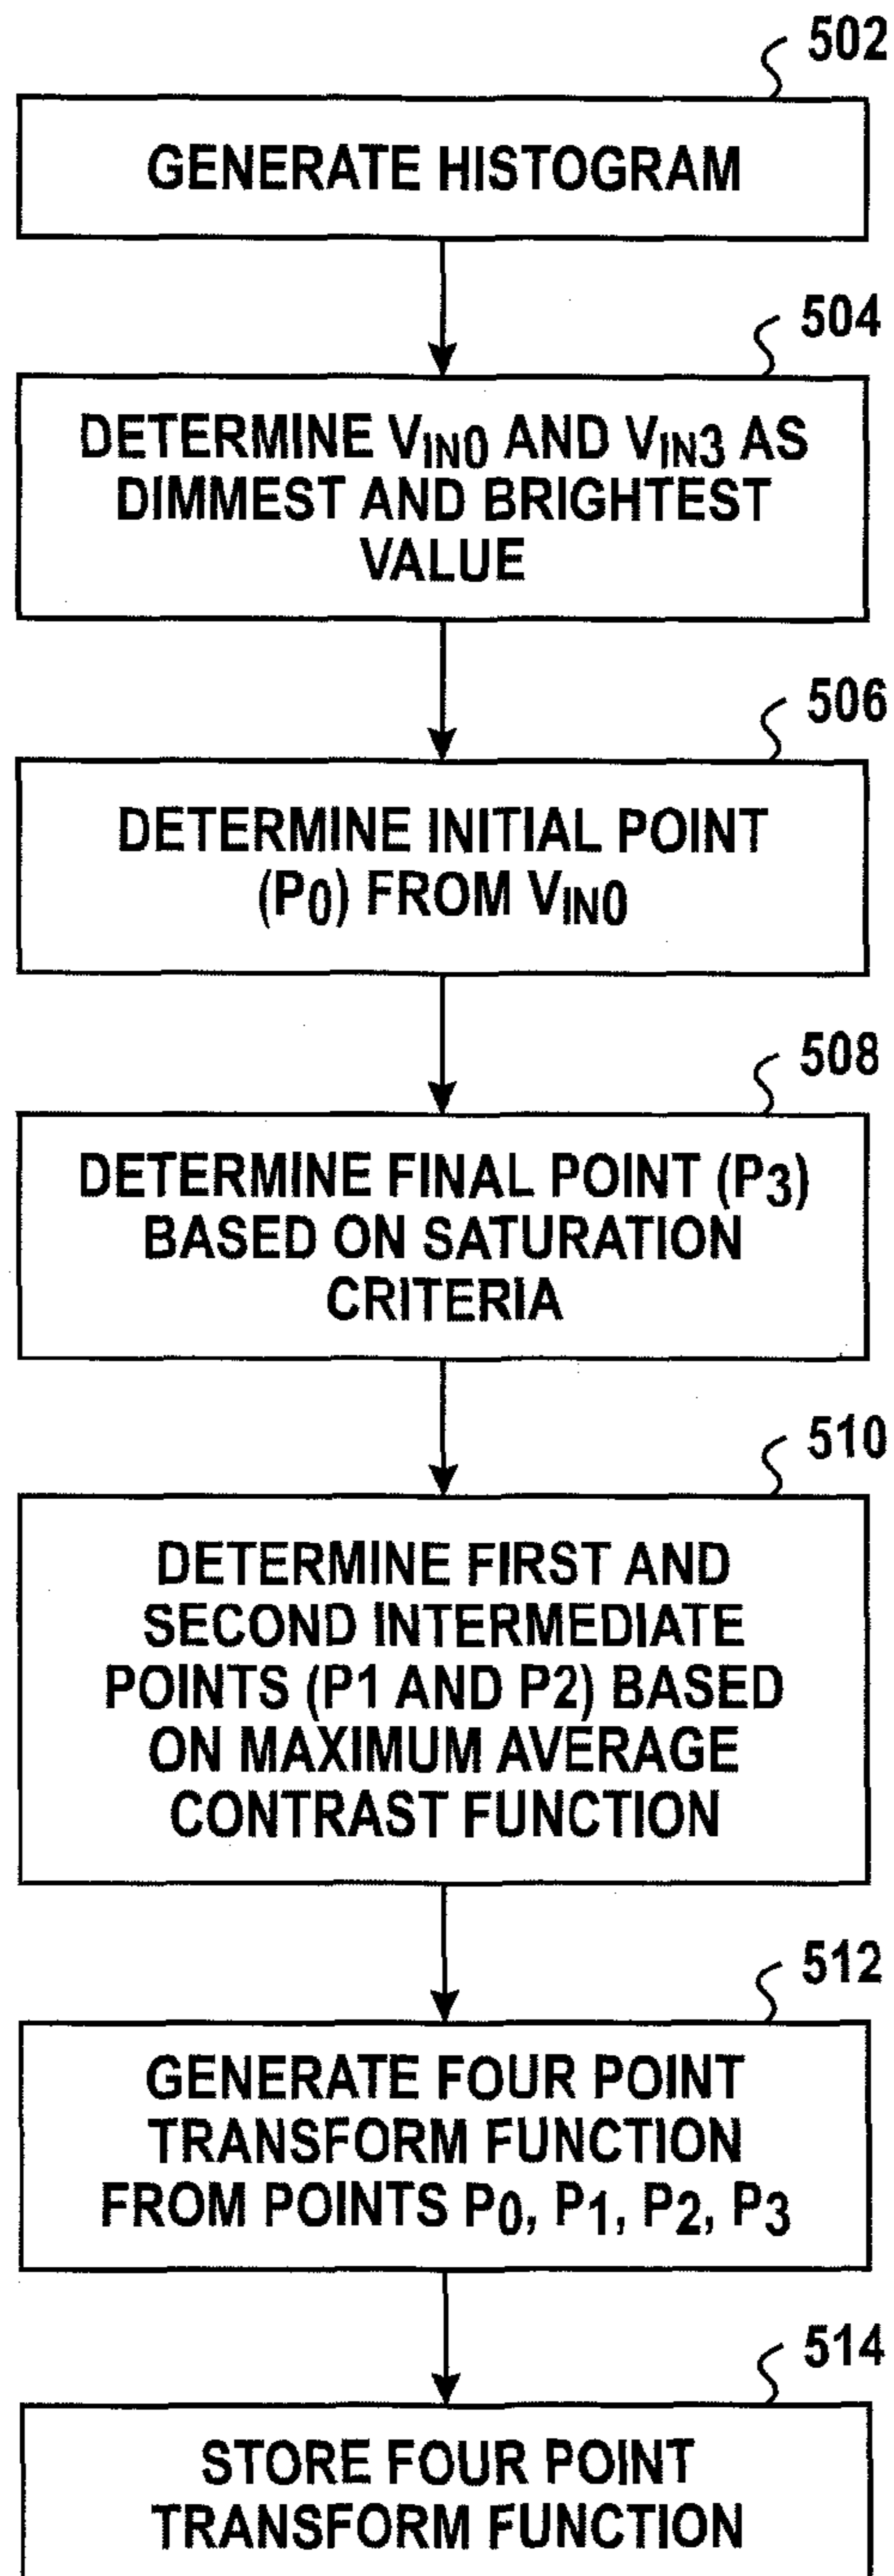 502
GENERATE HISTOGRAM
504
DETERMINE VIN0 AND VIN3 AS
DIMMEST AND BRIGHTEST
VALUE
506
DETERMINE INITIAL POINT
(P0) FROM VIN0
508
DETERMINE FINAL POINT (P3)
BASED ON SATURATION
CRITERIA
510
DETERMINE FIRST AND
SECOND INTERMEDIATE
POINTS (P1 AND P2) BASED
ON MAXIMUM AVERAGE
CONTRAST FUNCTION
512
GENERATE FOUR POINT
TRANSFORM FUNCTION
FROM POINTS P0, P1, P2, P3
514
STORE FOUR POINT
TRANSFORM FUNCTION